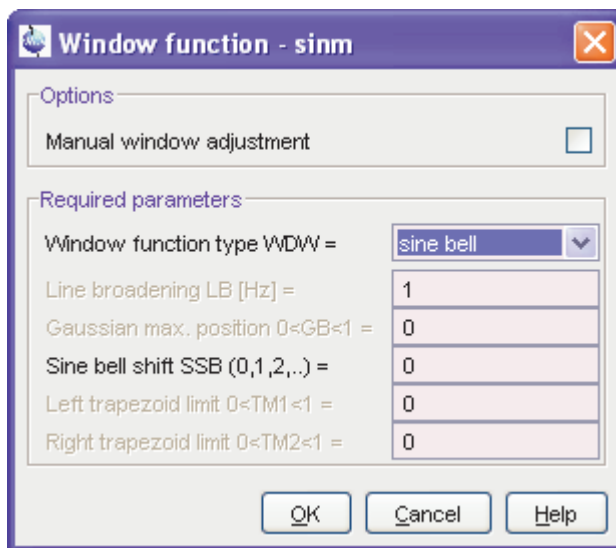 Window function - sinm
Options
Manual window adjustment
Required parameters
Window function type WDW = sine bell
Line broadening LB [Hz] = 1
Gaussian max. position 0<GB<1 = 0
Sine bell shift SSB (0,1,2,..) = 0
Left trapezoid limit 0<TM1<1 = 0
Right trapezoid limit 0<TM2<1 = 0
OK Cancel Help